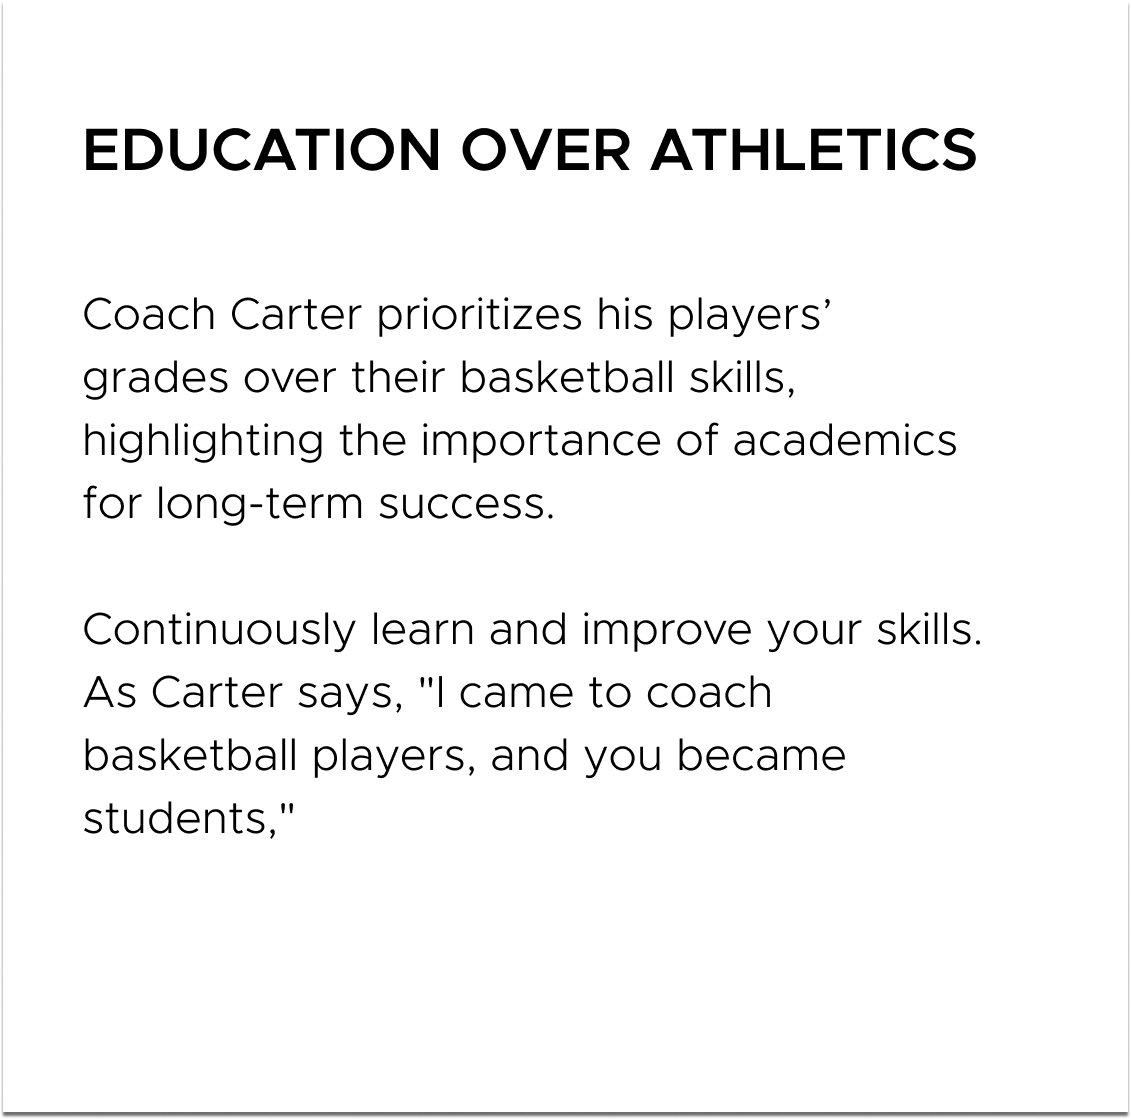 EDUCATION OVER ATHLETICS
Coach Carter prioritizes his players’
grades over their basketball skills,
highlighting the importance of academics
for long-term success.
Continuously learn and improve your skills.
As Carter says, "I came to coach
basketball players, and you became
students,"